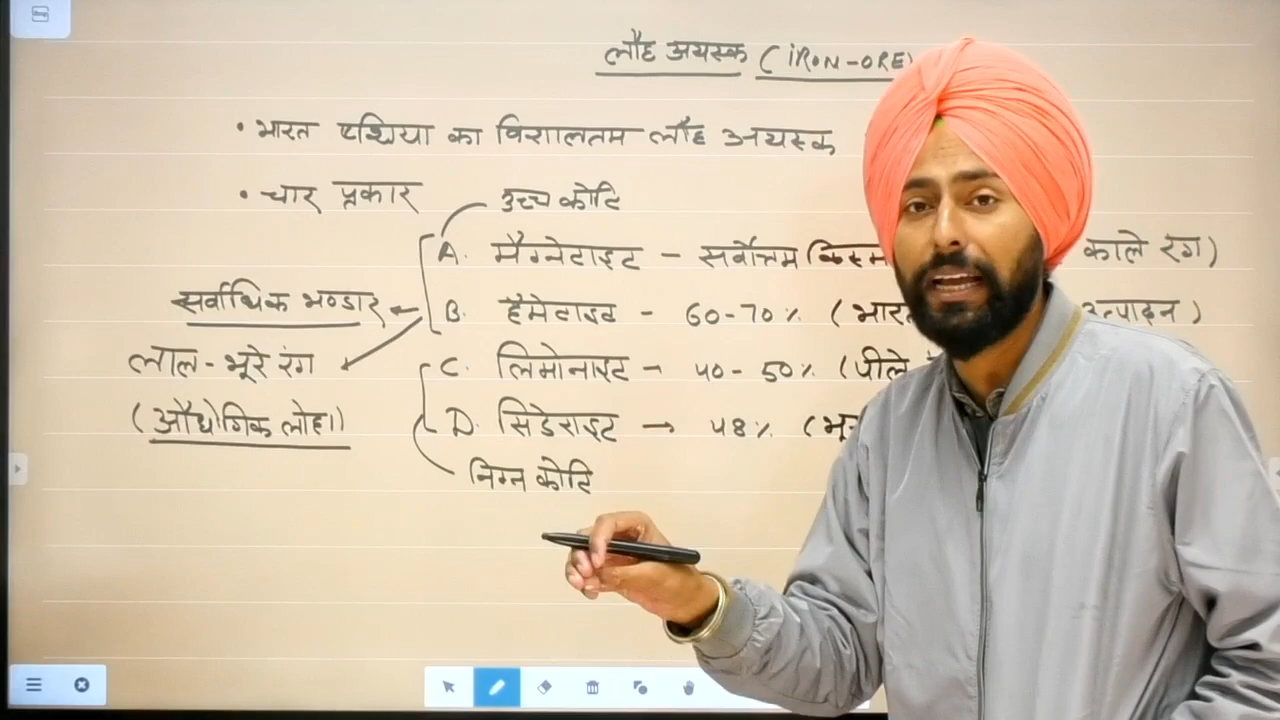 लौह अयस्क (IRON-ORE)
• भारत एशिया का विशालतम लौह अयस्क
• चार प्रकार
उच्च कोटि
A. मैग्नेटाइट - सर्वोत्तम किस्म काले रंग)
सर्वाधिक भण्डार
B. हैमेटाइट - 60-70% (भारत उत्पादन)
लाल-भूरे रंग
C. लिमोनाइट - 40-50% (पीले
(औधोगिक लोहा)
D. सिडेराइट → 48% (भू
निम्न कोटि